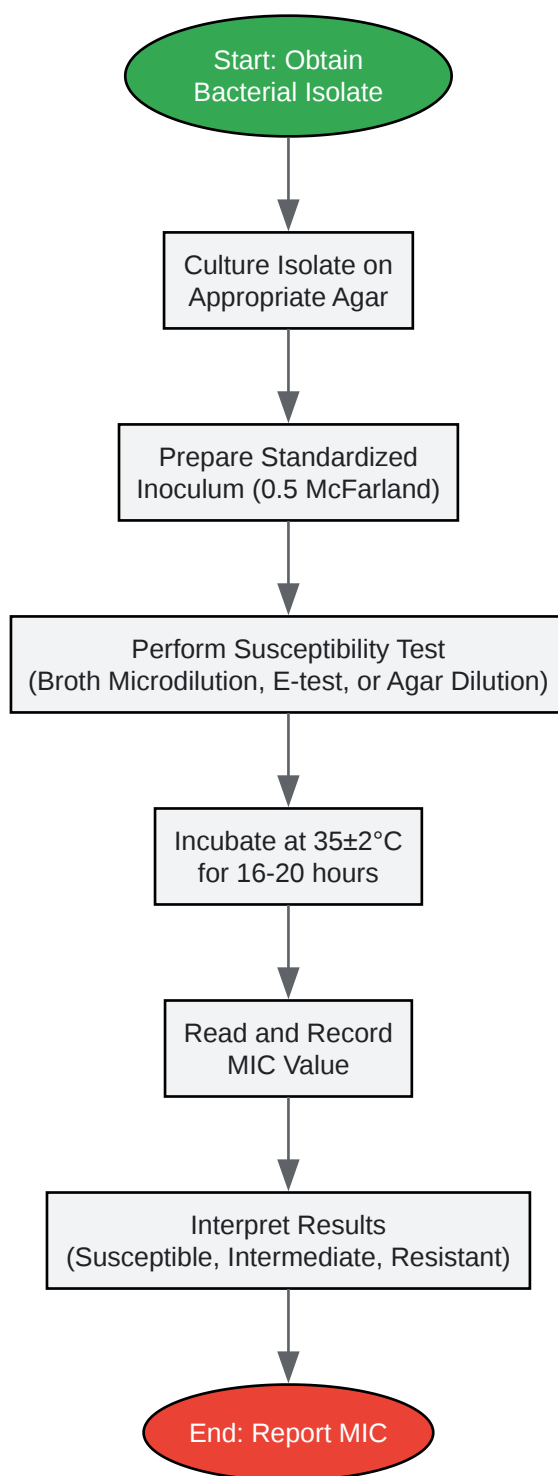 Start: Obtain
Bacterial Isolate
Culture Isolate on
Appropriate Agar
Prepare Standardized
Inoculum (0.5 McFarland)
Perform Susceptibility Test
(Broth Microdilution, E-test, or Agar Dilution)
Incubate at 35±2°C
for 16-20 hours
Read and Record
MIC Value
Interpret Results
(Susceptible, Intermediate, Resistant)
End: Report MIC